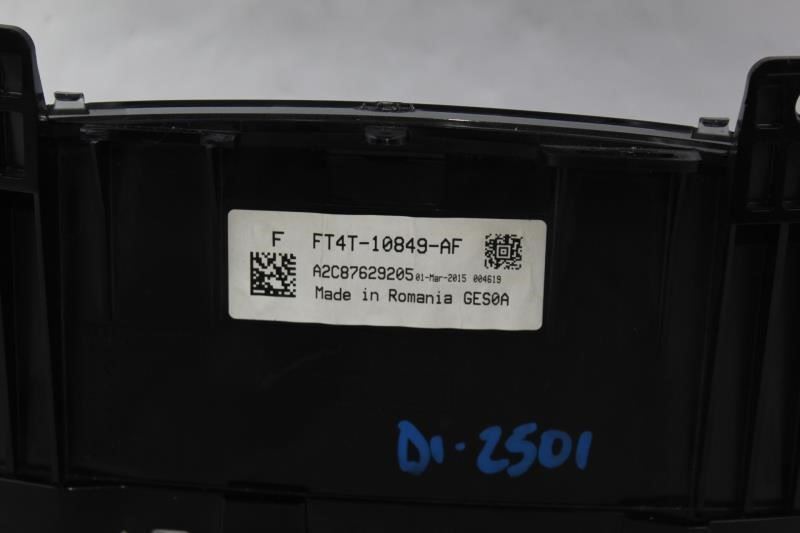 F FT4T-10849-AF
A2C87629205 01-Mar-2015 004619
Made in Romania GES0A
D1-2501